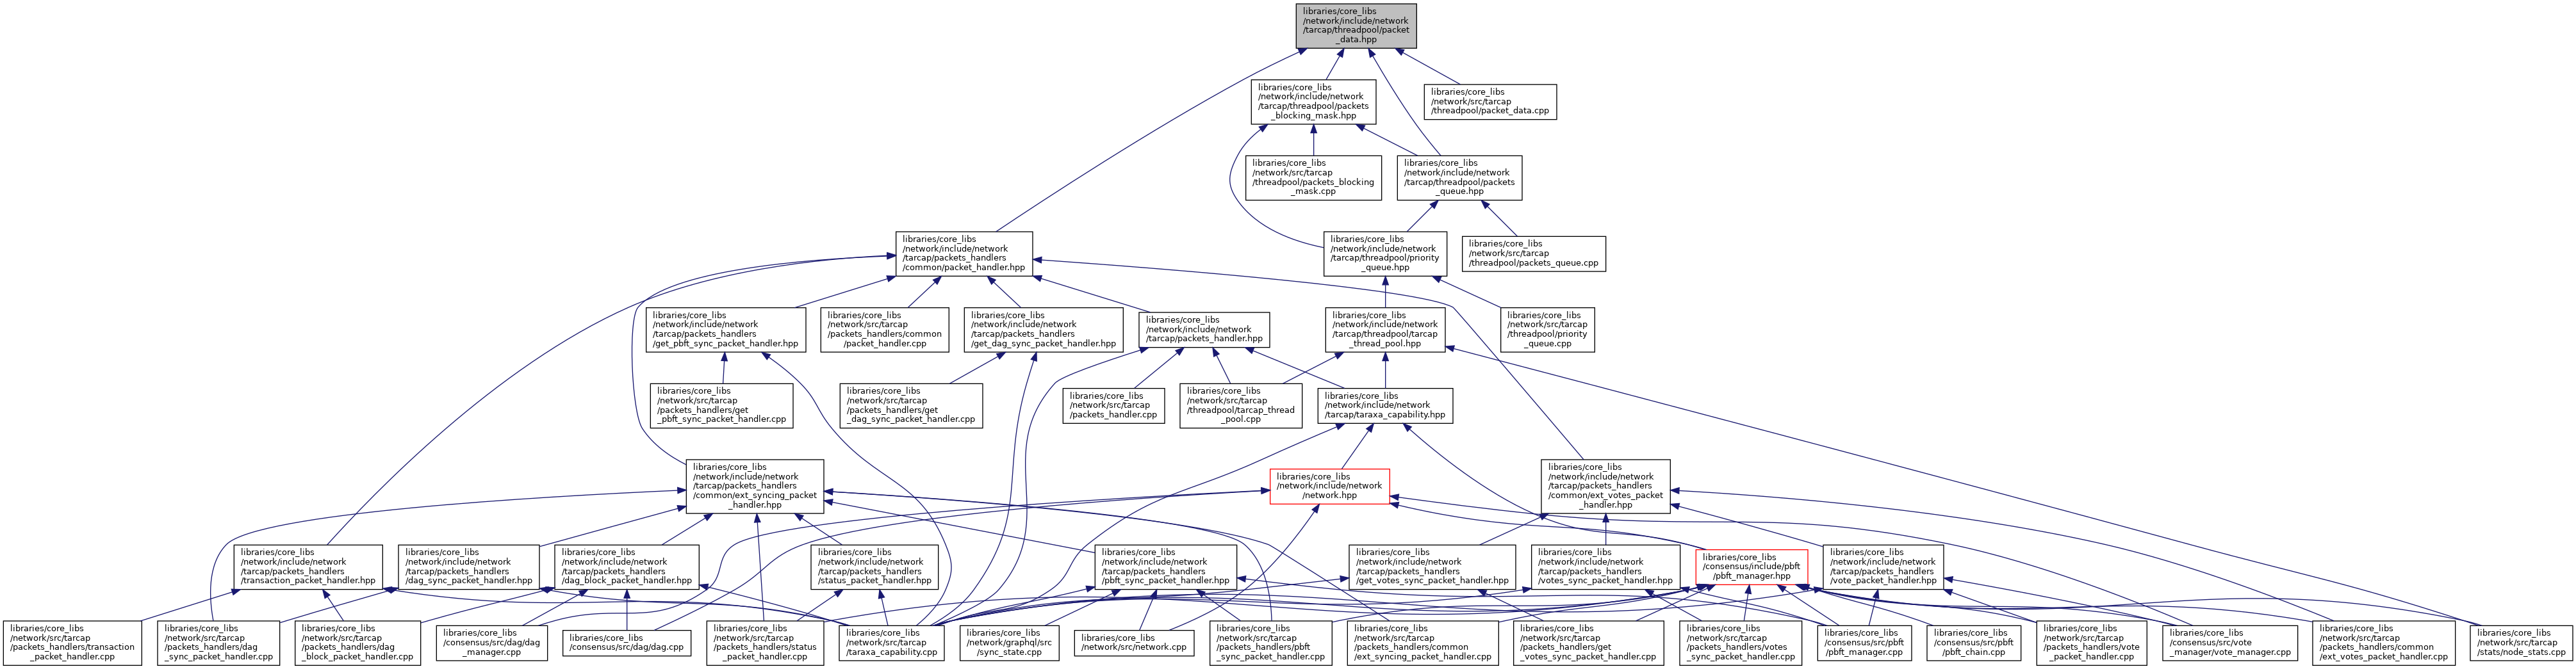 libraries/core_libs
/network/include/network
/tarcap/threadpool/packet
_data.hpp
libraries/core_libs
/network/include/network
/tarcap/threadpool/packets
_blocking_mask.hpp
libraries/core_libs
/network/src/tarcap
/threadpool/packet_data.cpp
libraries/core_libs
/network/src/tarcap
/threadpool/packets_blocking
_mask.cpp
libraries/core_libs
/network/include/network
/tarcap/threadpool/packets
_queue.hpp
libraries/core_libs
/network/include/network
/tarcap/packets_handlers
/common/packet_handler.hpp
libraries/core_libs
/network/include/network
/tarcap/threadpool/priority
_queue.hpp
libraries/core_libs
/network/src/tarcap
/threadpool/packets_queue.cpp
libraries/core_libs
/network/include/network
/tarcap/packets_handlers
/get_pbft_sync_packet_handler.hpp
libraries/core_libs
/network/src/tarcap
/packets_handlers/common
/packet_handler.cpp
libraries/core_libs
/network/include/network
/tarcap/packets_handlers
/get_dag_sync_packet_handler.hpp
libraries/core_libs
/network/include/network
/tarcap/packets_handler.hpp
libraries/core_libs
/network/include/network
/tarcap/threadpool/tarcap
_thread_pool.hpp
libraries/core_libs
/network/src/tarcap
/threadpool/priority
_queue.cpp
libraries/core_libs
/network/src/tarcap
/packets_handlers/get
_pbft_sync_packet_handler.cpp
libraries/core_libs
/network/src/tarcap
/packets_handlers/get
_dag_sync_packet_handler.cpp
libraries/core_libs
/network/src/tarcap
/packets_handler.cpp
libraries/core_libs
/network/src/tarcap
/threadpool/tarcap_thread
_pool.cpp
libraries/core_libs
/network/include/network
/tarcap/taraxa_capability.hpp
libraries/core_libs
/network/include/network
/tarcap/packets_handlers
/common/ext_syncing_packet
_handler.hpp
libraries/core_libs
/network/include/network
/network.hpp
libraries/core_libs
/network/include/network
/tarcap/packets_handlers
/common/ext_votes_packet
_handler.hpp
libraries/core_libs
/network/include/network
/tarcap/packets_handlers
/transaction_packet_handler.hpp
libraries/core_libs
/network/include/network
/tarcap/packets_handlers
/dag_sync_packet_handler.hpp
libraries/core_libs
/network/include/network
/tarcap/packets_handlers
/dag_block_packet_handler.hpp
libraries/core_libs
/network/include/network
/tarcap/packets_handlers
/status_packet_handler.hpp
libraries/core_libs
/network/include/network
/tarcap/packets_handlers
/pbft_sync_packet_handler.hpp
libraries/core_libs
/network/include/network
/tarcap/packets_handlers
/get_votes_sync_packet_handler.hpp
libraries/core_libs
/network/include/network
/tarcap/packets_handlers
/votes_sync_packet_handler.hpp
libraries/core_libs
/consensus/include/pbft
/pbft_manager.hpp
libraries/core_libs
/network/include/network
/tarcap/packets_handlers
/vote_packet_handler.hpp
libraries/core_libs
/network/src/tarcap
/packets_handlers/transaction
_packet_handler.cpp
libraries/core_libs
/network/src/tarcap
/packets_handlers/dag
_sync_packet_handler.cpp
libraries/core_libs
/network/src/tarcap
/packets_handlers/dag
_block_packet_handler.cpp
libraries/core_libs
/consensus/src/dag/dag
_manager.cpp
libraries/core_libs
/consensus/src/dag/dag.cpp
libraries/core_libs
/network/src/tarcap
/packets_handlers/status
_packet_handler.cpp
libraries/core_libs
/network/src/tarcap
/taraxa_capability.cpp
libraries/core_libs
/network/graphql/src
/sync_state.cpp
libraries/core_libs
/network/src/network.cpp
libraries/core_libs
/network/src/tarcap
/packets_handlers/pbft
_sync_packet_handler.cpp
libraries/core_libs
/network/src/tarcap
/packets_handlers/common
/ext_syncing_packet_handler.cpp
libraries/core_libs
/network/src/tarcap
/packets_handlers/get
_votes_sync_packet_handler.cpp
libraries/core_libs
/network/src/tarcap
/packets_handlers/votes
_sync_packet_handler.cpp
libraries/core_libs
/consensus/src/pbft
/pbft_manager.cpp
libraries/core_libs
/consensus/src/pbft
/pbft_chain.cpp
libraries/core_libs
/network/src/tarcap
/packets_handlers/vote
_packet_handler.cpp
libraries/core_libs
/consensus/src/vote
_manager/vote_manager.cpp
libraries/core_libs
/network/src/tarcap
/packets_handlers/common
/ext_votes_packet_handler.cpp
libraries/core_libs
/network/src/tarcap
/stats/node_stats.cpp